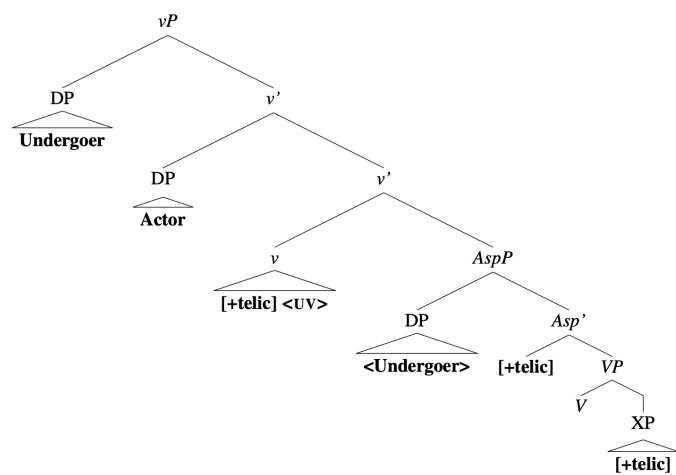 vP
DP
v’
Undergoer
DP
v’
Actor
v
AspP
[+telic] <UV>
DP
Asp’
<Undergoer>
[+telic]
VP
V
XP
[+telic]